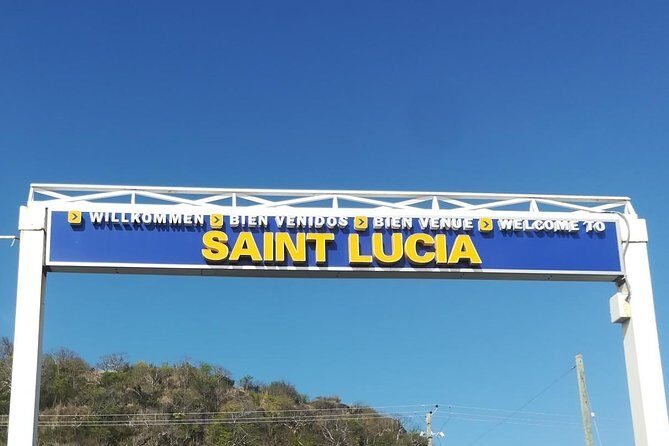 WILLKOMMEN BIEN VENIDOS BIEN VENUE WELCOME TO
SAINT LUCIA